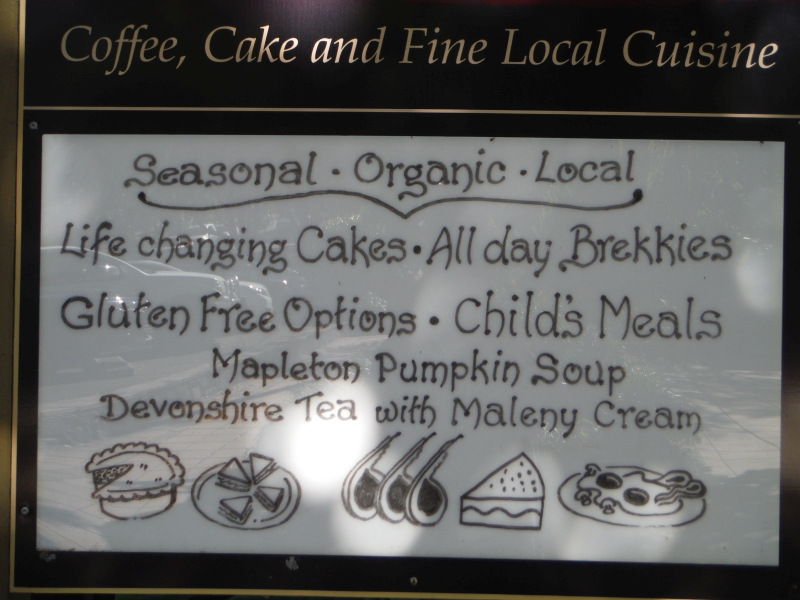 Coffee, Cake and Fine Local Cuisine
Seasonal · Organic · Local
Life changing Cakes · All day Brekkies
Gluten Free Options · Child's Meals
Mapleton Pumpkin Soup
Devonshire Tea with Maleny Cream